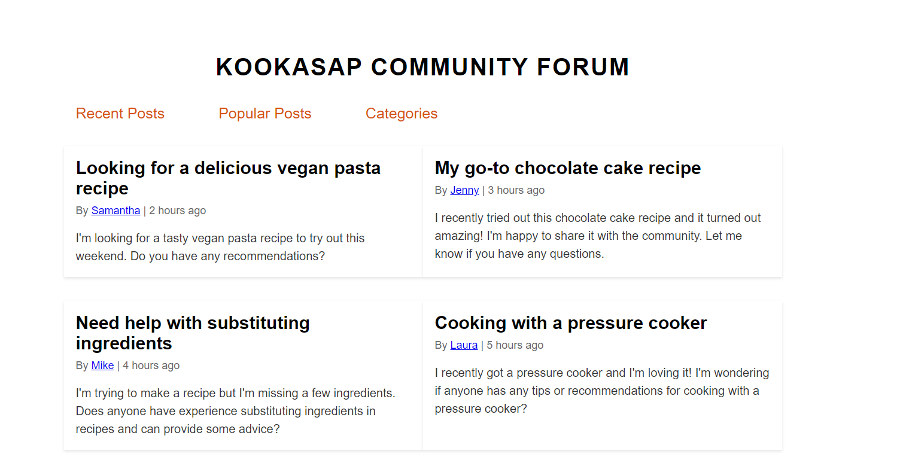 KOOKASAP COMMUNITY FORUM
Recent Posts Popular Posts Categories
Looking for a delicious vegan pasta
recipe
By Samantha | 2 hours ago
I'm looking for a tasty vegan pasta recipe to try out this
weekend. Do you have any recommendations?
My go-to chocolate cake recipe
By Jenny | 3 hours ago
I recently tried out this chocolate cake recipe and it turned out
amazing! I'm happy to share it with the community. Let me
know if you have any questions.
Need help with substituting
ingredients
By Mike | 4 hours ago
I'm trying to make a recipe but I'm missing a few ingredients.
Does anyone have experience substituting ingredients in
recipes and can provide some advice?
Cooking with a pressure cooker
By Laura | 5 hours ago
I recently got a pressure cooker and I'm loving it! I'm wondering
if anyone has any tips or recommendations for cooking with a
pressure cooker?